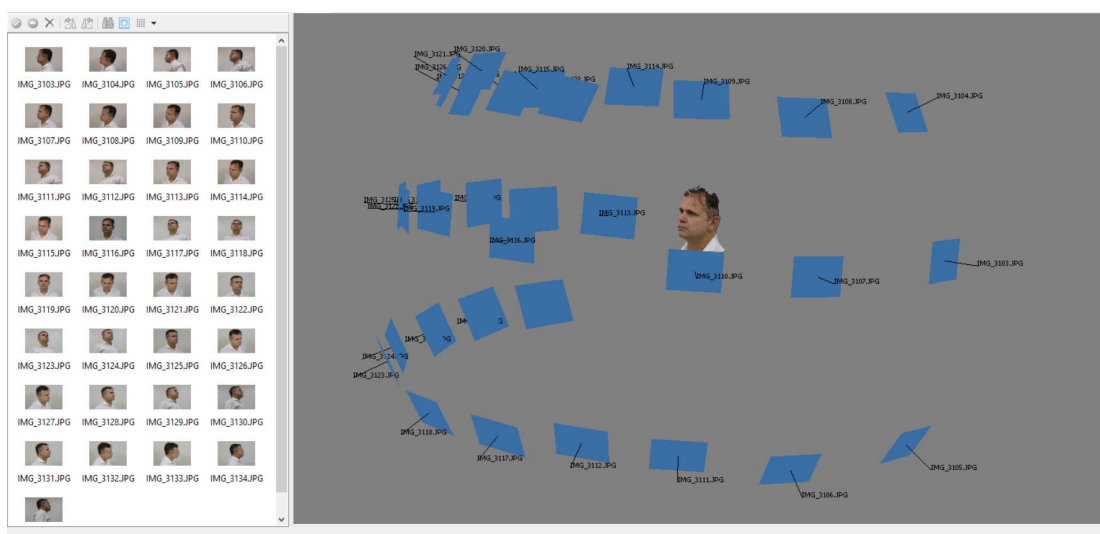 IMG_3103.JPG IMG_3104.JPG IMG_3105.JPG IMG_3106.JPG
IMG_3107.JPG IMG_3108.JPG IMG_3109.JPG IMG_3110.JPG
IMG_3111.JPG IMG_3112.JPG IMG_3113.JPG IMG_3114.JPG
IMG_3115.JPG IMG_3116.JPG IMG_3117.JPG IMG_3118.JPG
IMG_3119.JPG IMG_3120.JPG IMG_3121.JPG IMG_3122.JPG
IMG_3123.JPG IMG_3124.JPG IMG_3125.JPG IMG_3126.JPG
IMG_3127.JPG IMG_3128.JPG IMG_3129.JPG IMG_3130.JPG
IMG_3131.JPG IMG_3132.JPG IMG_3133.JPG IMG_3134.JPG
IMG_3120.JPG
IMG_3114.JPG
IMG_3115.JPG
IMG_3109.JPG
IMG_3104.JPG
IMG_3108.JPG
IMG_3119.JPG
IMG_3113.JPG
IMG_3116.JPG
IMG_3103.JPG
IMG_3110.JPG
IMG_3107.JPG
IMG_3123.JPG
IMG_3118.JPG
IMG_3117.JPG
IMG_3112.JPG
IMG_3105.JPG
IMG_3111.JPG
IMG_3106.JPG